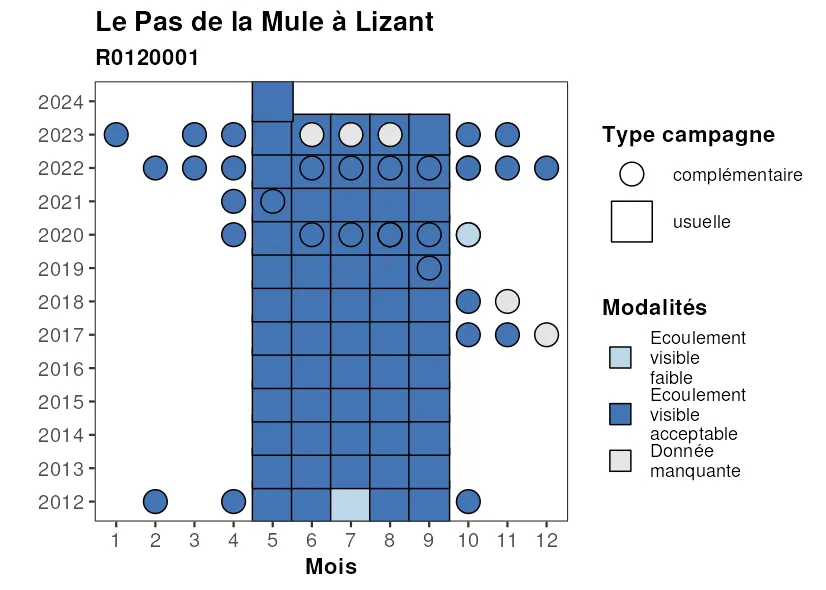 Le Pas de la Mule à Lizant
R0120001
2024
2023
2022
2021
2020
2019
2018
2017
2016
2015
2014
2013
2012
1 2 3 4 5 6 7 8 9 10 11 12
Mois
Type campagne
complémentaire
usuelle
Modalités
Ecoulement
visible
faible
Ecoulement
visible
acceptable
Donnée
manquante